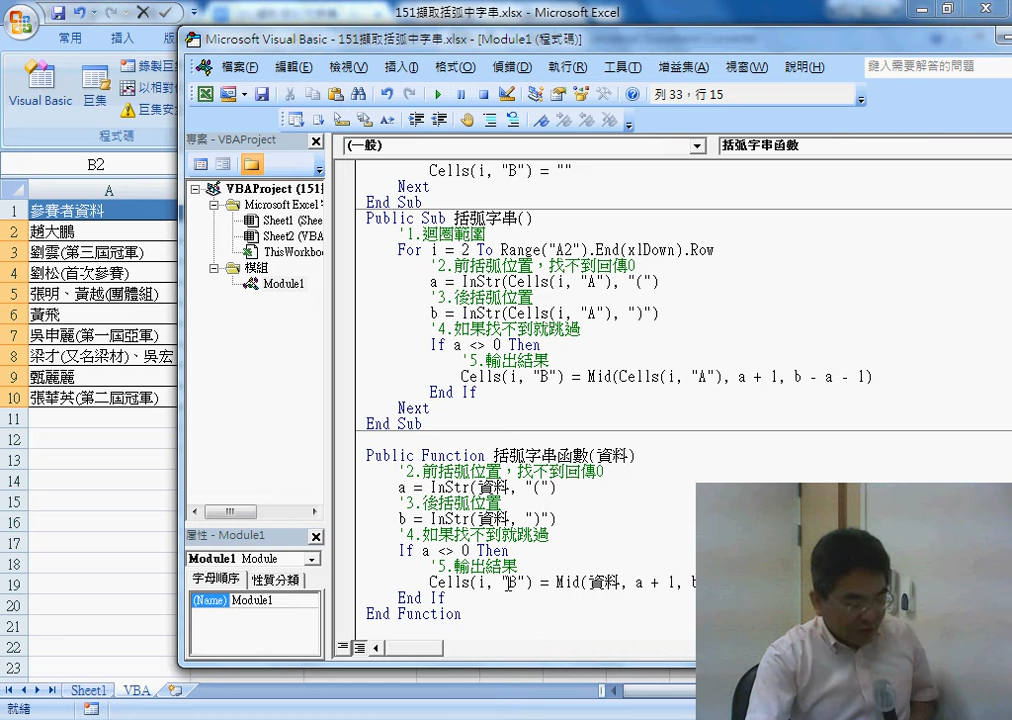 151擷取括弧中字串.xlsx - Microsoft Excel
Microsoft Visual Basic - 151擷取括弧中字串.xlsx - [Module1 (程式碼)]
常用 插入 版
檔案(F) 編輯(E) 檢視(V) 插入(I) 格式(O) 偵錯(D) 執行(R) 工具(T) 增益集(A) 視窗(W) 說明(H) 鍵入需要解答的問題
Visual Basic 巨集
錄製巨
以相對
巨集安
程式碼
列 33，行 15
專案 - VBAProject
(一般) 括弧字串函數
B2
VBAProject (151
Microsoft Excel
Sheet1 (Shee
Sheet2 (VBA
ThisWorkbo
模組
Module1
A
1 參賽者資料
2 趙大鵬
3 劉雲(第三屆冠軍)
4 劉松(首次參賽)
5 張明、黃越(團體組)
6 黃飛
7 吳申麗(第一屆亞軍)
8 梁才(又名梁材)、吳宏
9 甄麗麗
10 張華英(第二屆冠軍)
11
12
13
14
15
16
17
18
19
20
21
22
23
Cells(i, "B") = ""
Next
End Sub
Public Sub 括弧字串()
'1.迴圈範圍
For i = 2 To Range("A2").End(xlDown).Row
'2.前括弧位置，找不到回傳0
a = InStr(Cells(i, "A"), "(")
'3.後括弧位置
b = InStr(Cells(i, "A"), ")")
'4.如果找不到就跳過
If a <> 0 Then
'5.輸出結果
Cells(i, "B") = Mid(Cells(i, "A"), a + 1, b - a - 1)
End If
Next
End Sub
Public Function 括弧字串函數(資料)
'2.前括弧位置，找不到回傳0
a = InStr(資料, "(")
'3.後括弧位置
b = InStr(資料, ")")
'4.如果找不到就跳過
If a <> 0 Then
'5.輸出結果
Cells(i, "B") = Mid(資料, a + 1, b
End If
End Function
屬性 - Module1
Module1 Module
字母順序 性質分類
(Name) Module1
Sheet1 VBA
就緒